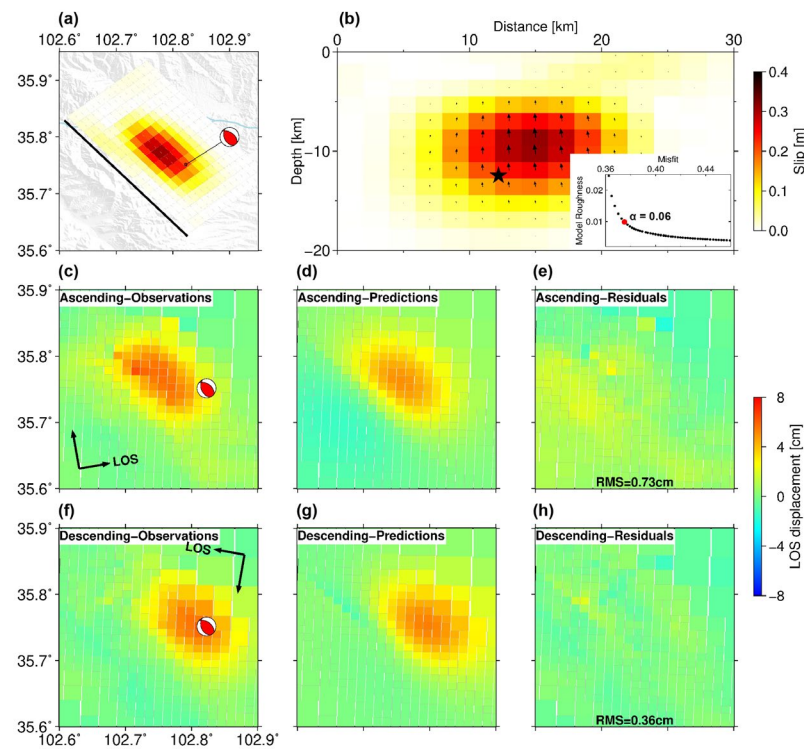 (a)
102.6° 102.7° 102.8° 102.9°
35.9°
35.8°
35.7°
35.6°
(b)
Distance [km]
0 10 20 30
0
−10
−20
Depth [km]
Misfit
0.36 0.40 0.44
0.02
0.01
Model Roughness
α = 0.06
0.4
0.3
0.2
0.1
0.0
Slip [m]
(c)
Ascending−Observations
35.9°
35.8°
35.7°
35.6°
LOS
(d)
Ascending−Predictions
(e)
Ascending−Residuals
RMS=0.73cm
(f)
Descending−Observations
LOS
35.9°
35.8°
35.7°
35.6°
102.6° 102.7° 102.8° 102.9°
(g)
Descending−Predictions
(h)
Descending−Residuals
RMS=0.36cm
8
4
0
−4
−8
LOS displacement [cm]